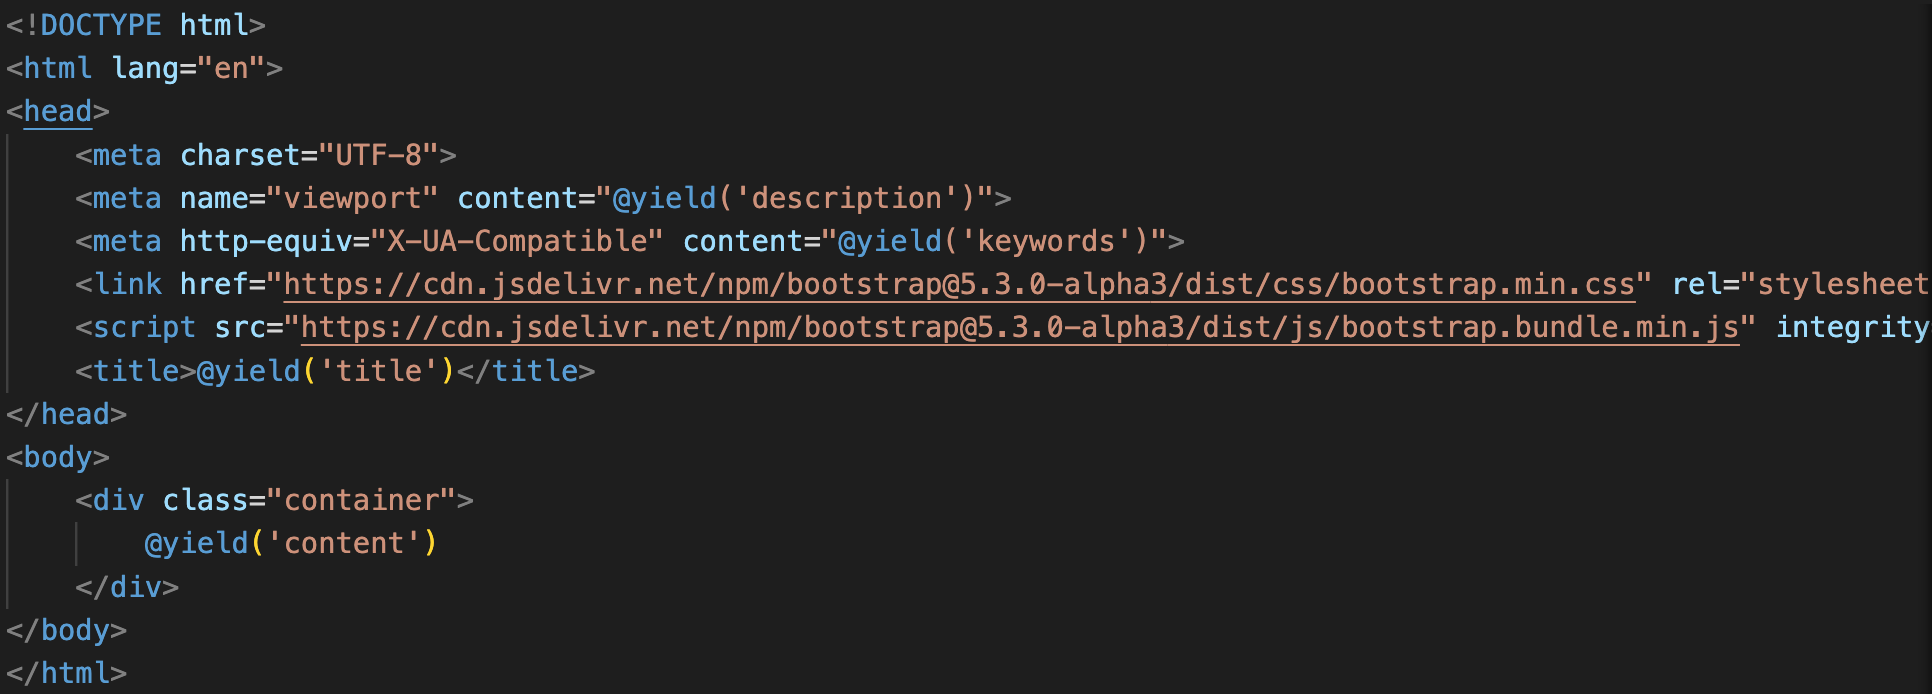 <!DOCTYPE html>
<html lang="en">
<head>
    <meta charset="UTF-8">
    <meta name="viewport" content="@yield('description')">
    <meta http-equiv="X-UA-Compatible" content="@yield('keywords')">
    <link href="https://cdn.jsdelivr.net/npm/bootstrap@5.3.0-alpha3/dist/css/bootstrap.min.css" rel="stylesheet
    <script src="https://cdn.jsdelivr.net/npm/bootstrap@5.3.0-alpha3/dist/js/bootstrap.bundle.min.js" integrity
    <title>@yield('title')</title>
</head>
<body>
    <div class="container">
        @yield('content')
    </div>
</body>
</html>